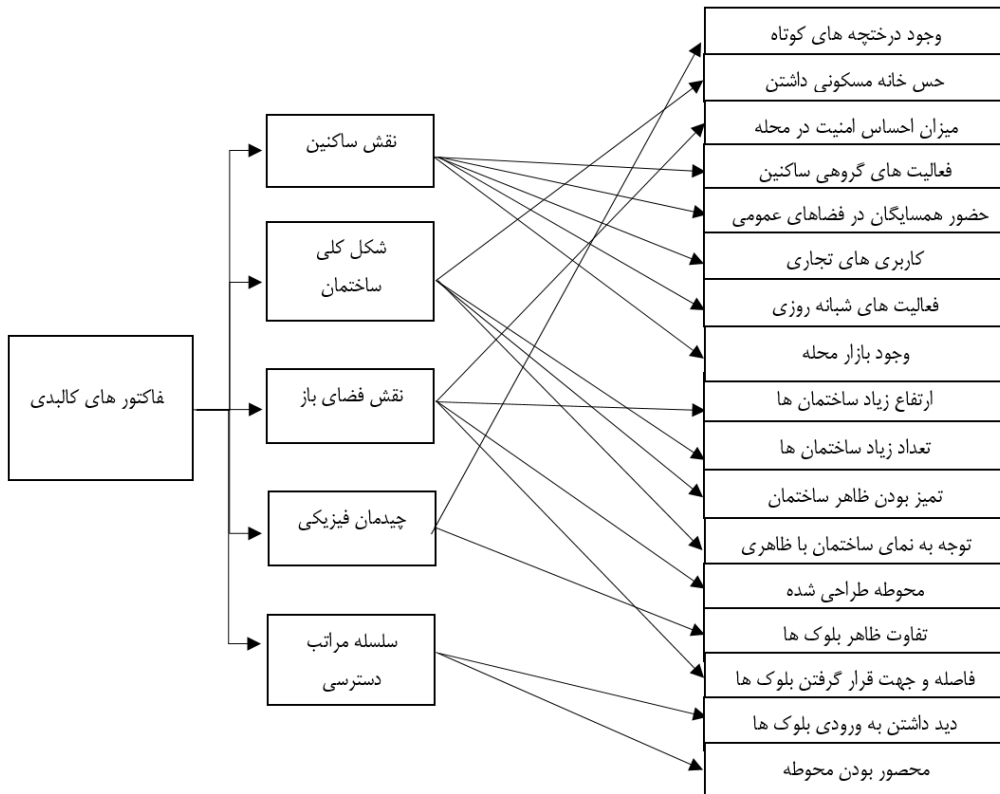 وجود درختچه های کوتاه
حس خانه مسکونی داشتن
میزان احساس امنیت در محله
فعالیت های گروهی ساکنین
حضور همسایگان در فضاهای عمومی
کاربری های تجاری
فعالیت های شبانه روزی
وجود بازار محله
ارتفاع زیاد ساختمان ها
تعداد زیاد ساختمان ها
تمیز بودن ظاهر ساختمان
توجه به نمای ساختمان با ظاهری
محوطه طراحی شده
تفاوت ظاهر بلوک ها
فاصله و جهت قرار گرفتن بلوک ها
دید داشتن به ورودی بلوک ها
محصور بودن محوطه
نقش ساکنین
شکل کلی
ساختمان
نقش فضای باز
چیدمان فیزیکی
سلسله مراتب
دسترسی
فاکتور های کالبدی